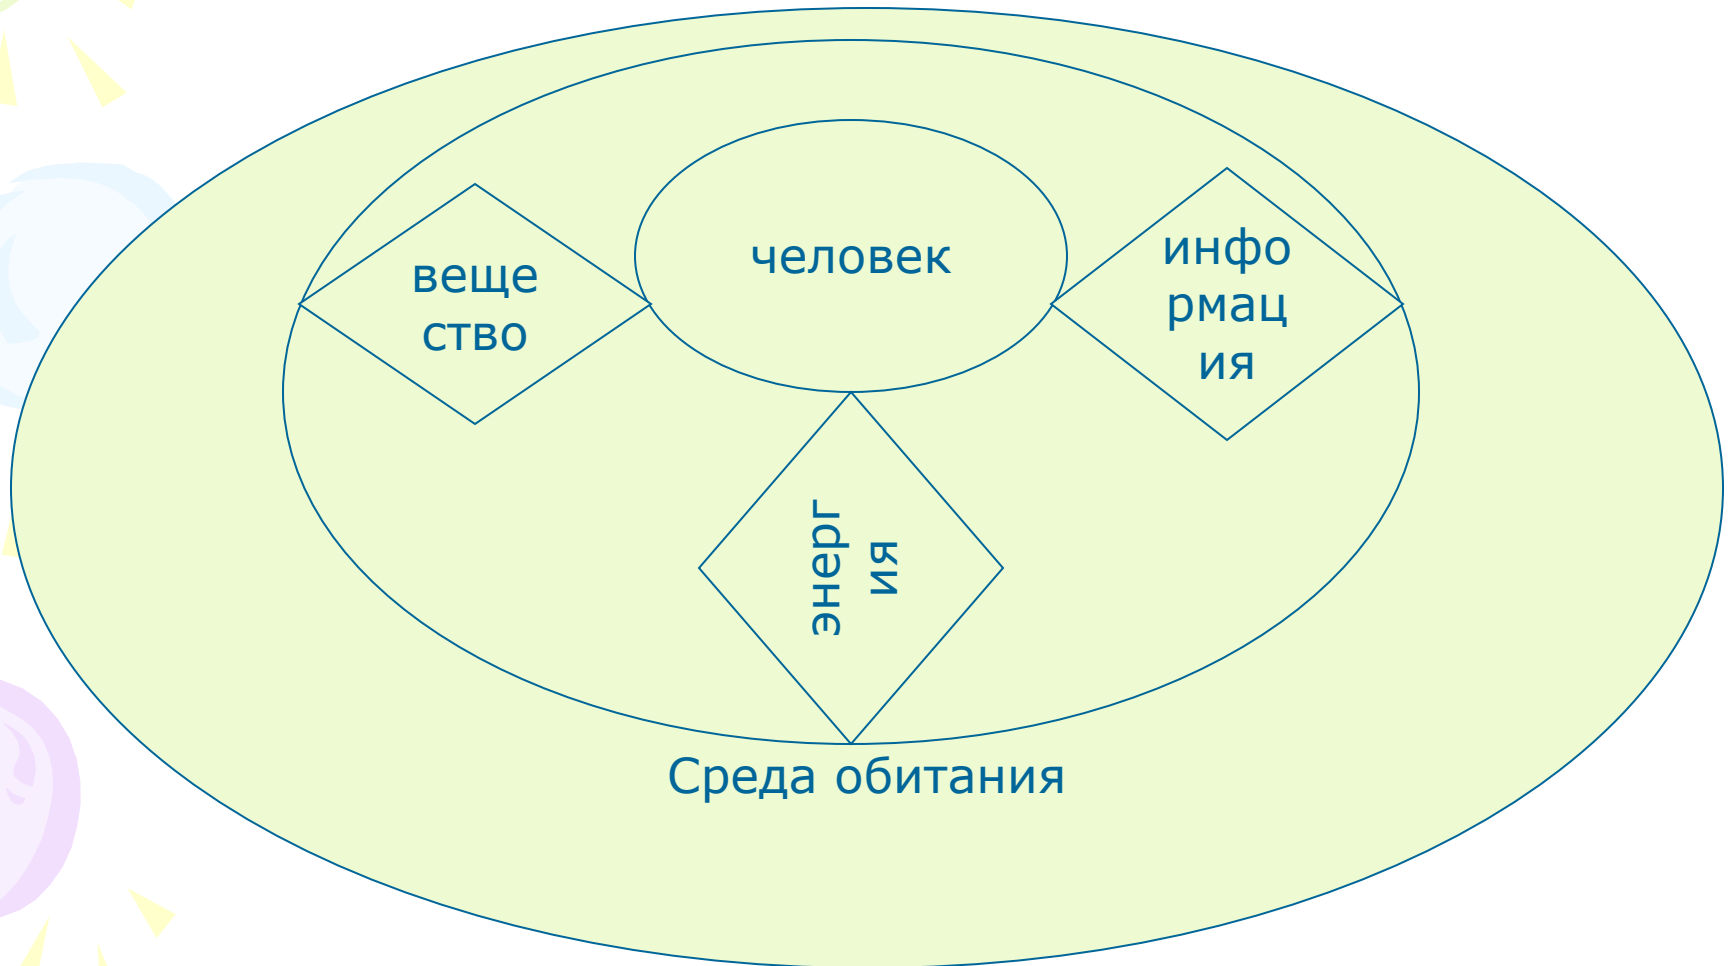 человек
веще
ство
инфо
рмац
ия
энерг
ия
Среда обитания